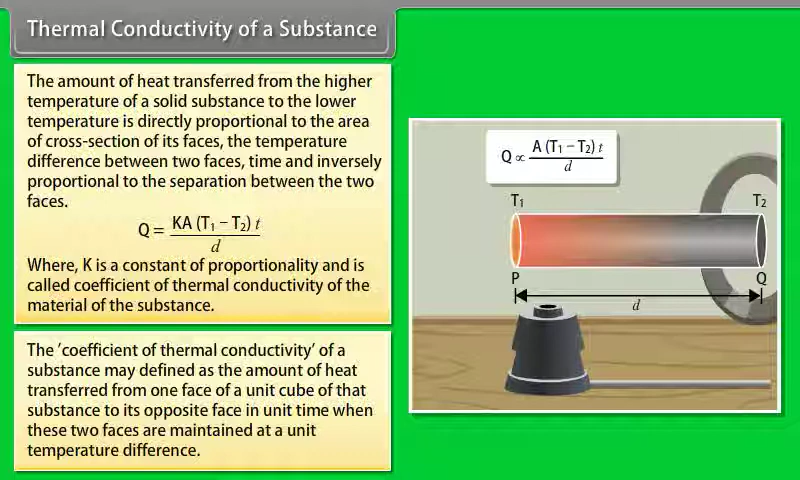 Thermal Conductivity of a Substance
The amount of heat transferred from the higher
temperature of a solid substance to the lower
temperature is directly proportional to the area
of cross-section of its faces, the temperature
difference between two faces, time and inversely
proportional to the separation between the two
faces.
Q = KA (T₁ − T₂) t / d
Where, K is a constant of proportionality and is
called coefficient of thermal conductivity of the
material of the substance.
The 'coefficient of thermal conductivity' of a
substance may defined as the amount of heat
transferred from one face of a unit cube of that
substance to its opposite face in unit time when
these two faces are maintained at a unit
temperature difference.
Q ∝ A (T₁ − T₂) t / d
T₁ T₂
P Q
d